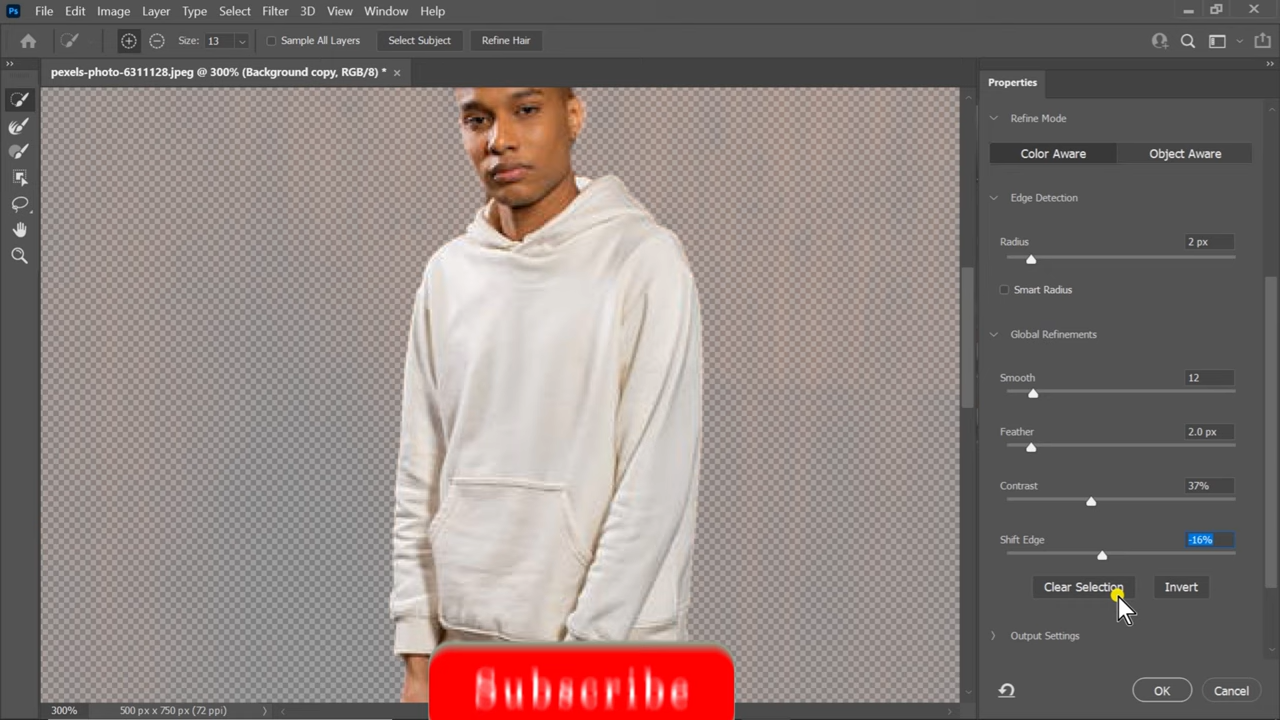 Ps File Edit Image Layer Type Select Filter 3D View Window Help
Size: 13 Sample All Layers Select Subject Refine Hair
pexels-photo-6311128.jpeg @ 300% (Background copy, RGB/8) * ×
Properties
Refine Mode
Color Aware Object Aware
Edge Detection
Radius 2 px
Smart Radius
Global Refinements
Smooth 12
Feather 2.0 px
Contrast 37%
Shift Edge -16%
Clear Selection Invert
Output Settings
Subscribe
OK Cancel
300% 500 px x 750 px (72 ppi)